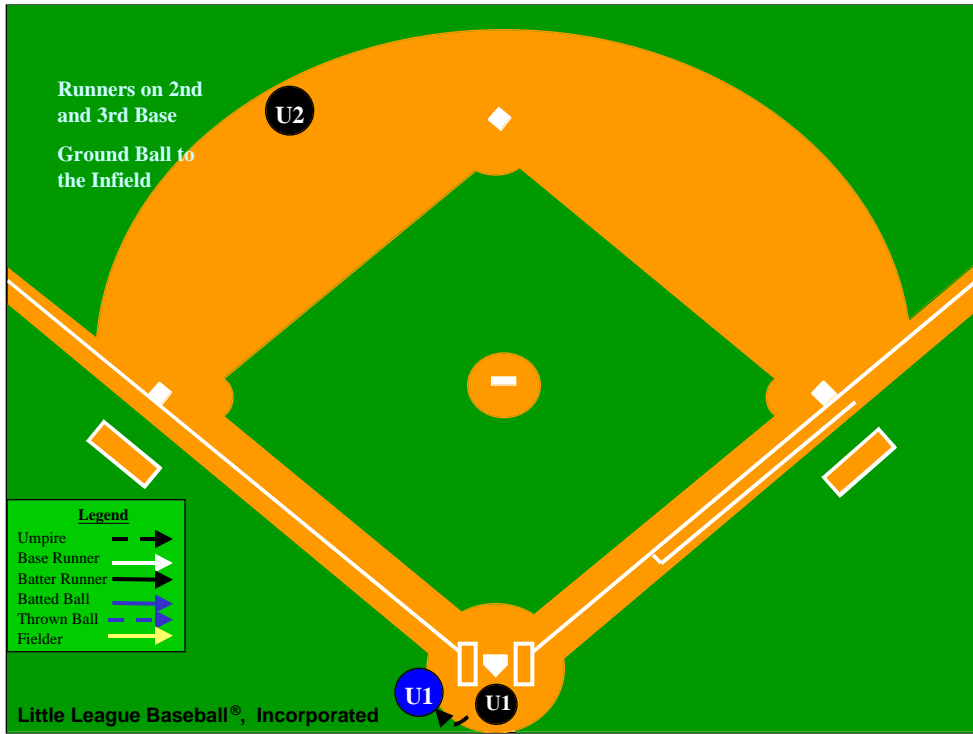 Runners on 2nd
and 3rd Base
Ground Ball to
the Infield
U2
Legend
Umpire
Base Runner
Batter Runner
Batted Ball
Thrown Ball
Fielder
U1
U1
Little League Baseball®, Incorporated